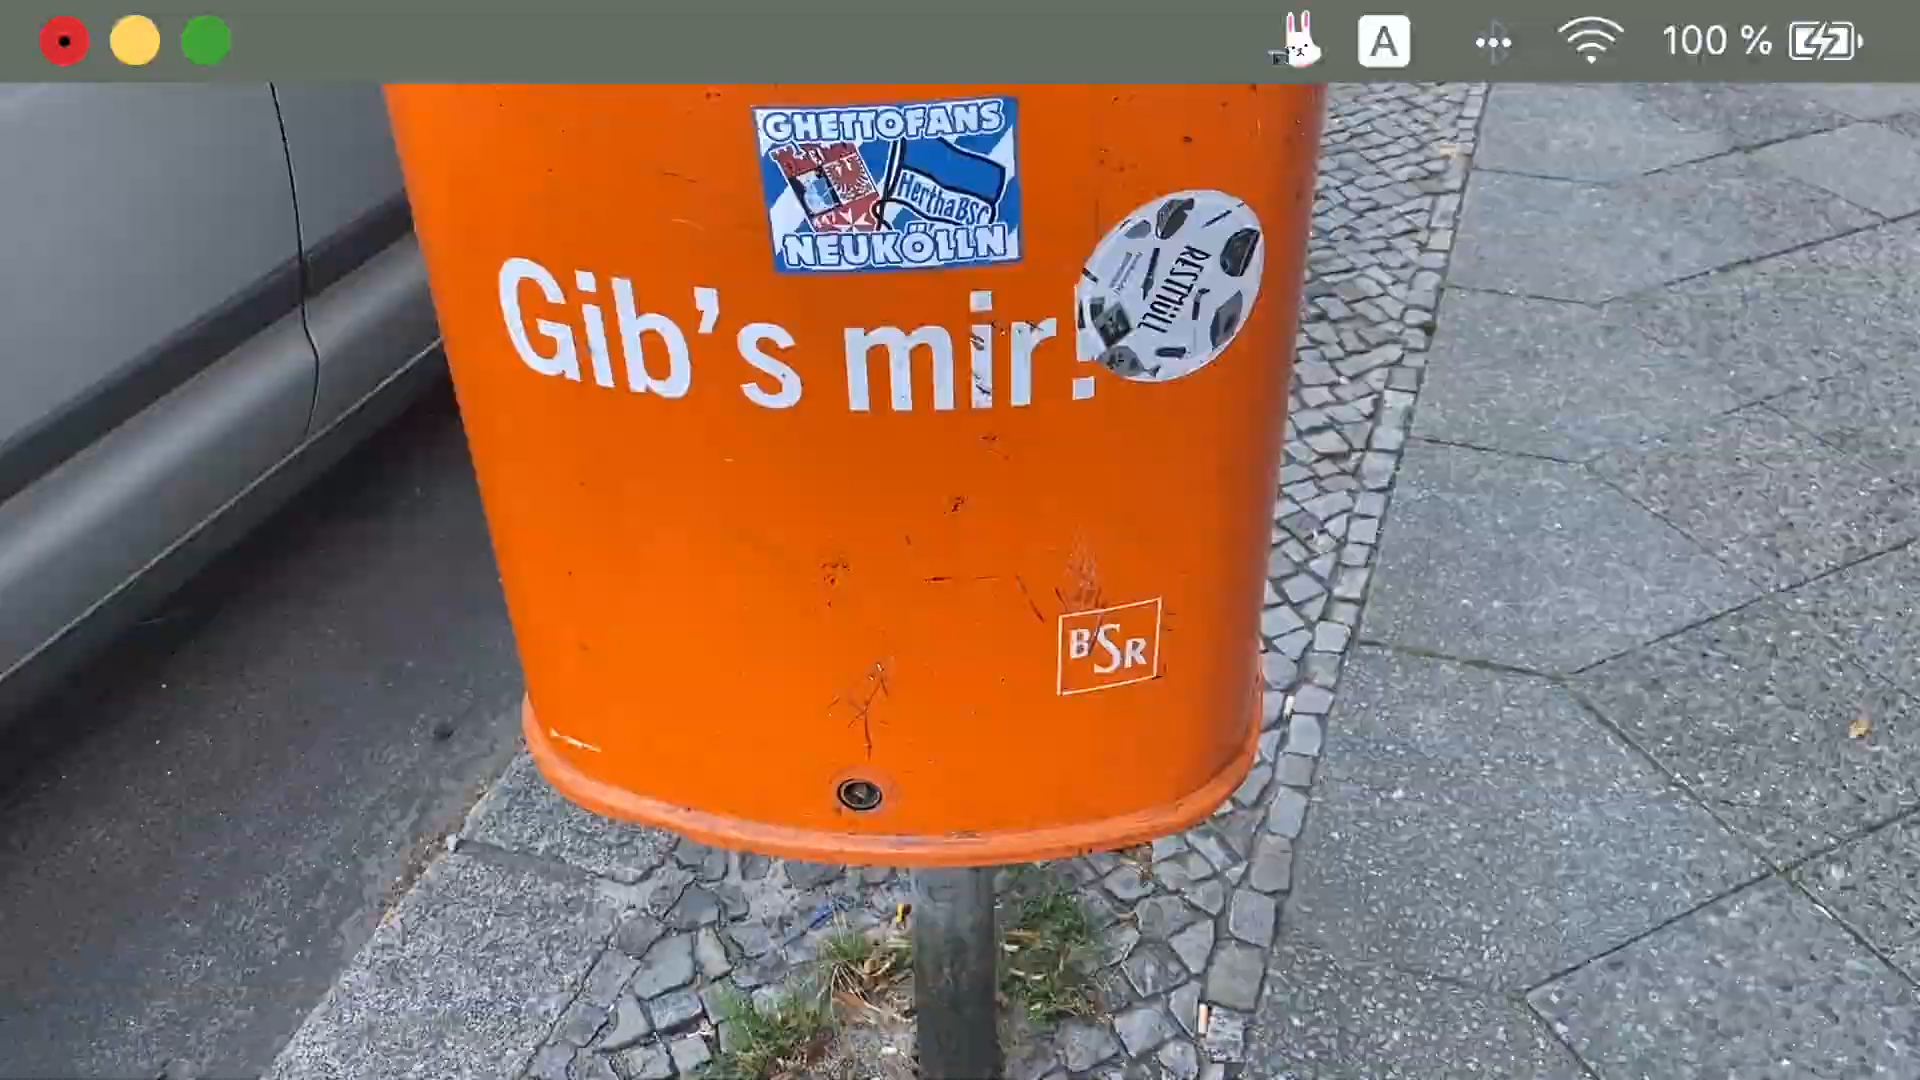 A
100 %
GHETTOFANS
Hertha BSC
NEUKÖLLN
Gib's mir!
RESTMÜLL
BSR